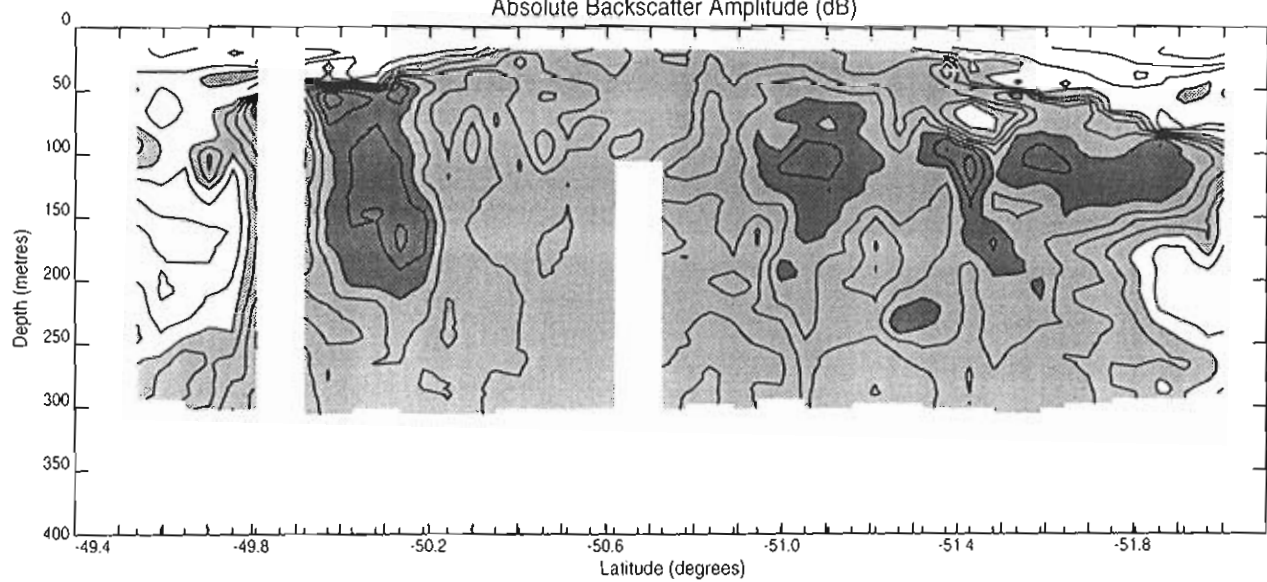 Absolute Backscatter Amplitude (dB)
0
50
100
150
200
250
300
350
400
Depth (metres)
-49.4 -49.8 -50.2 -50.6 -51.0 -51 4 -51.8
Latitude (degrees)